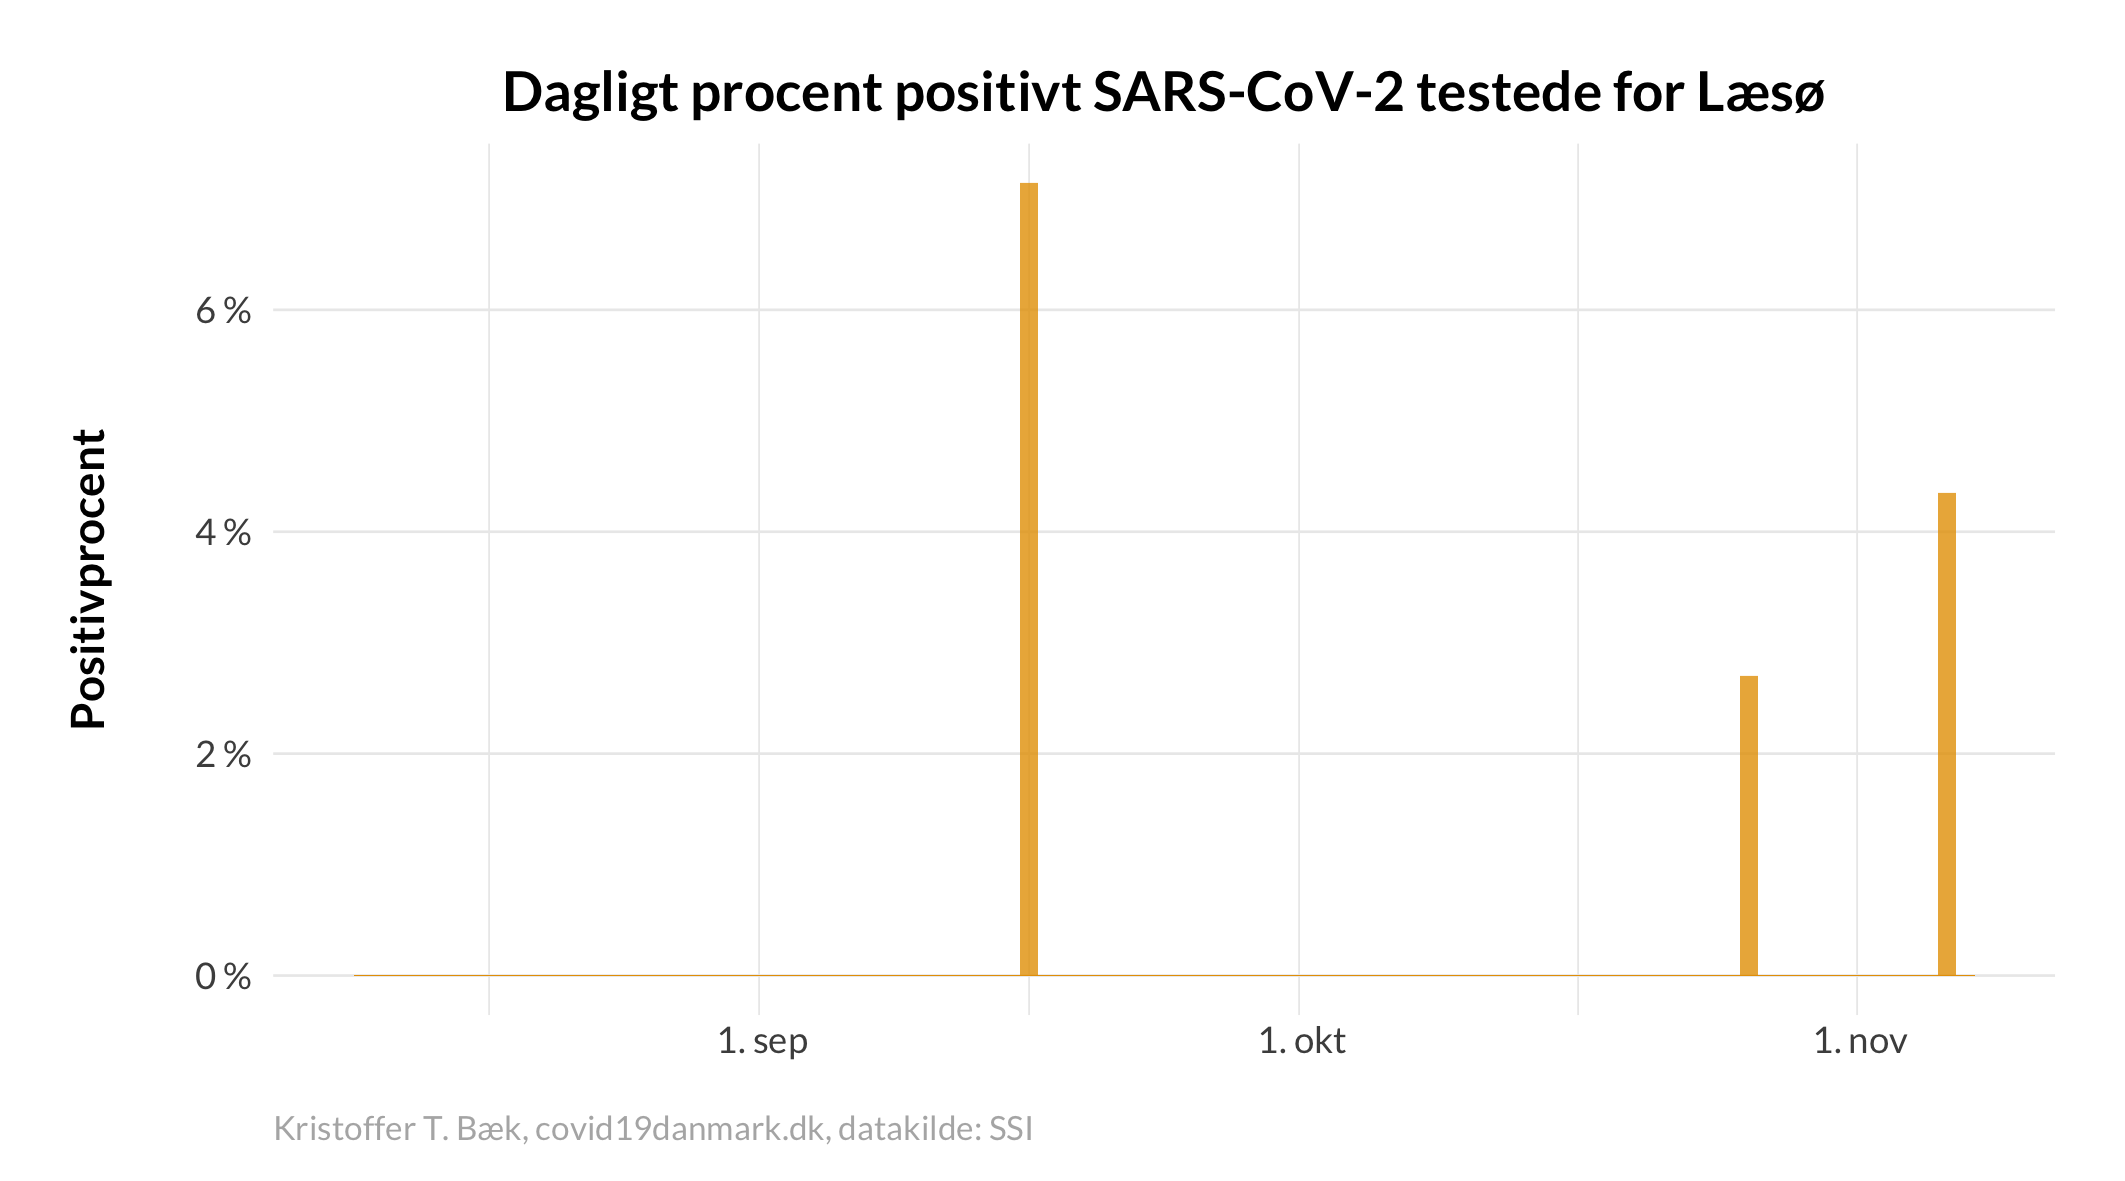 Dagligt procent positivt SARS-CoV-2 testede for Læsø
Positivprocent
6 %
4 %
2 %
0 %
1. sep
1. okt
1. nov
Kristoffer T. Bæk, covid19danmark.dk, datakilde: SSI